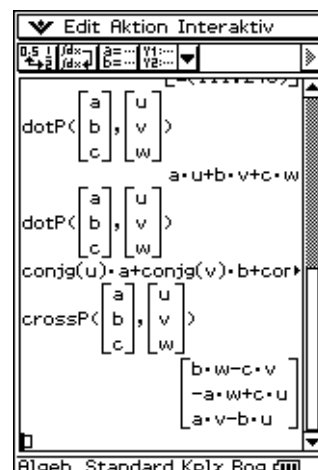 Edit Aktion Interaktiv
dotP([a b c],[u v w])
a·u+b·v+c·w
dotP([a b c],[u v w])
conjg(u)·a+conjg(v)·b+cor
crossP([a b c],[u v w])
[b·w-c·v
-a·w+c·u
a·v-b·u]
Algeb Standard Kplx Bog